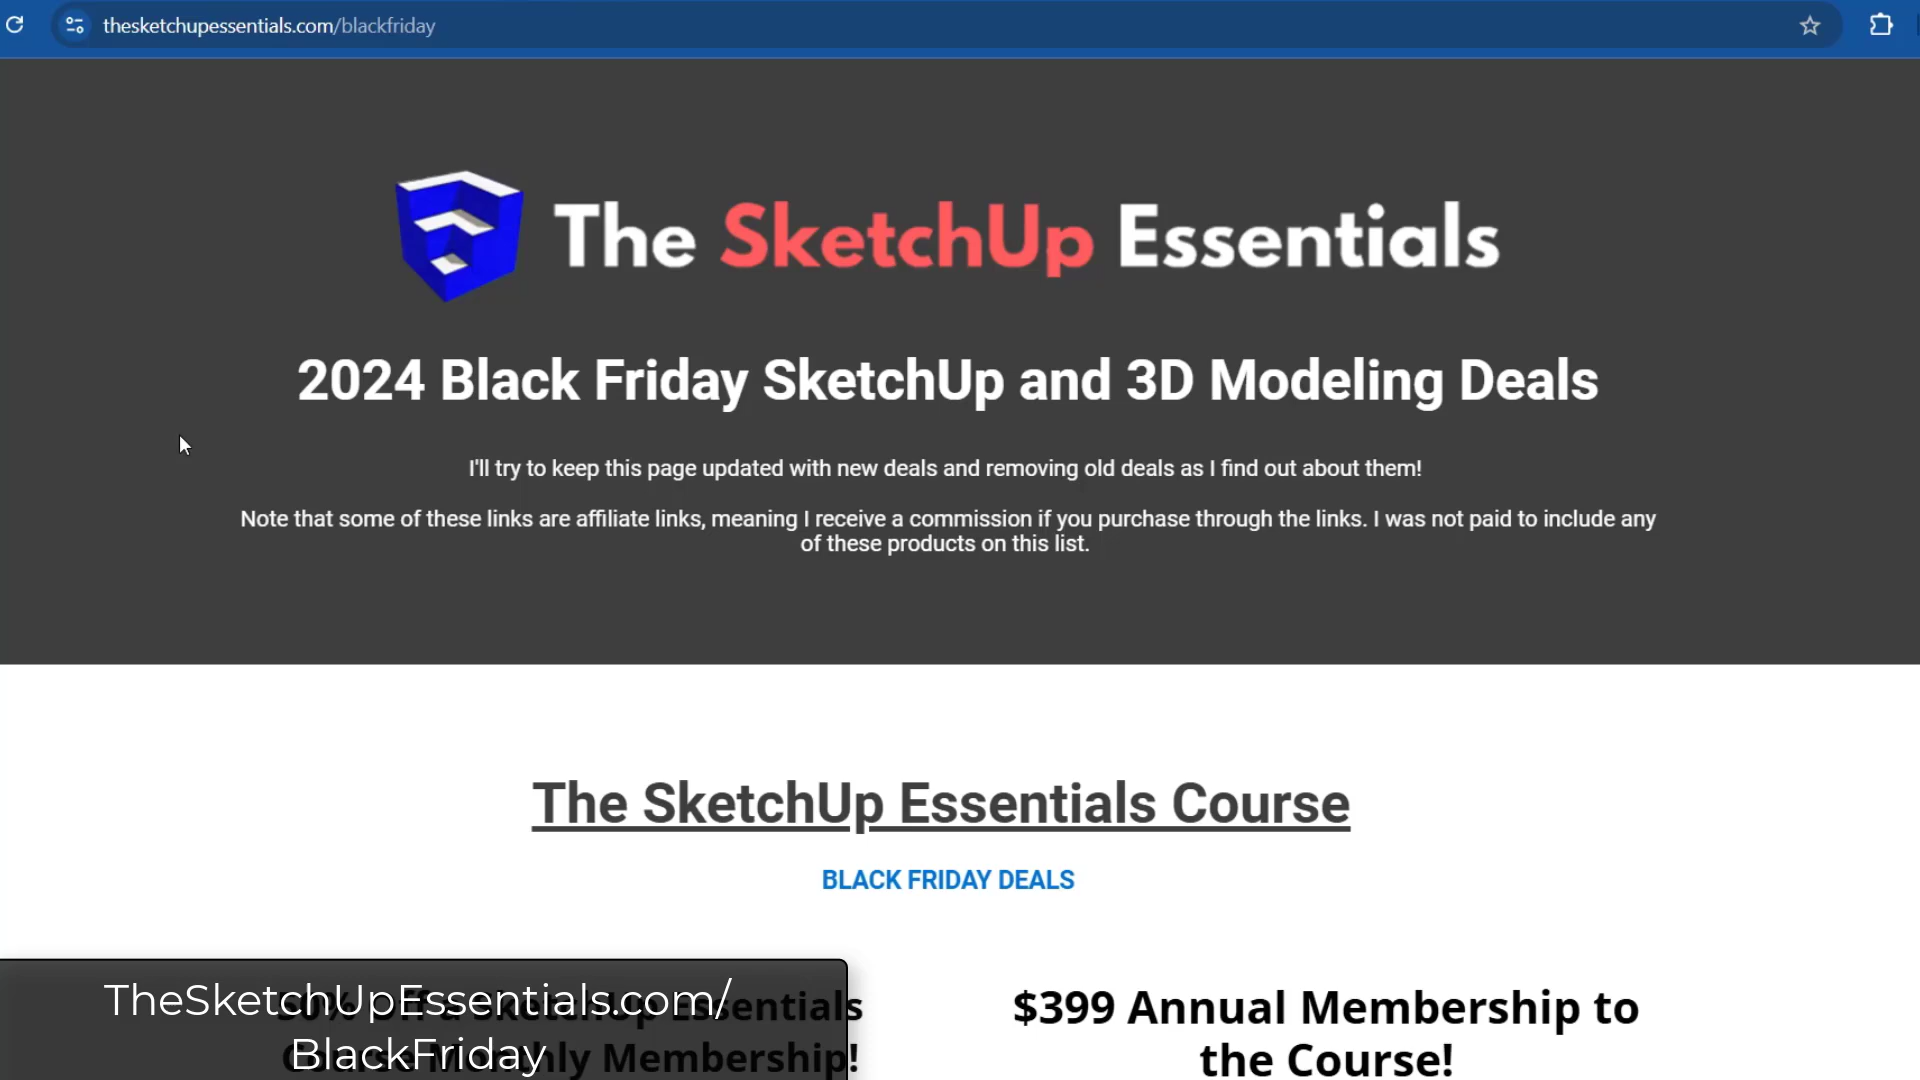 thesketchupessentials.com/blackfriday
The SketchUp Essentials
2024 Black Friday SketchUp and 3D Modeling Deals
I'll try to keep this page updated with new deals and removing old deals as I find out about them!
Note that some of these links are affiliate links, meaning I receive a commission if you purchase through the links. I was not paid to include any
of these products on this list.
The SketchUp Essentials Course
BLACK FRIDAY DEALS
Essentials
Monthly Membership!
$399 Annual Membership to
the Course!
TheSketchUpEssentials.com/
BlackFriday